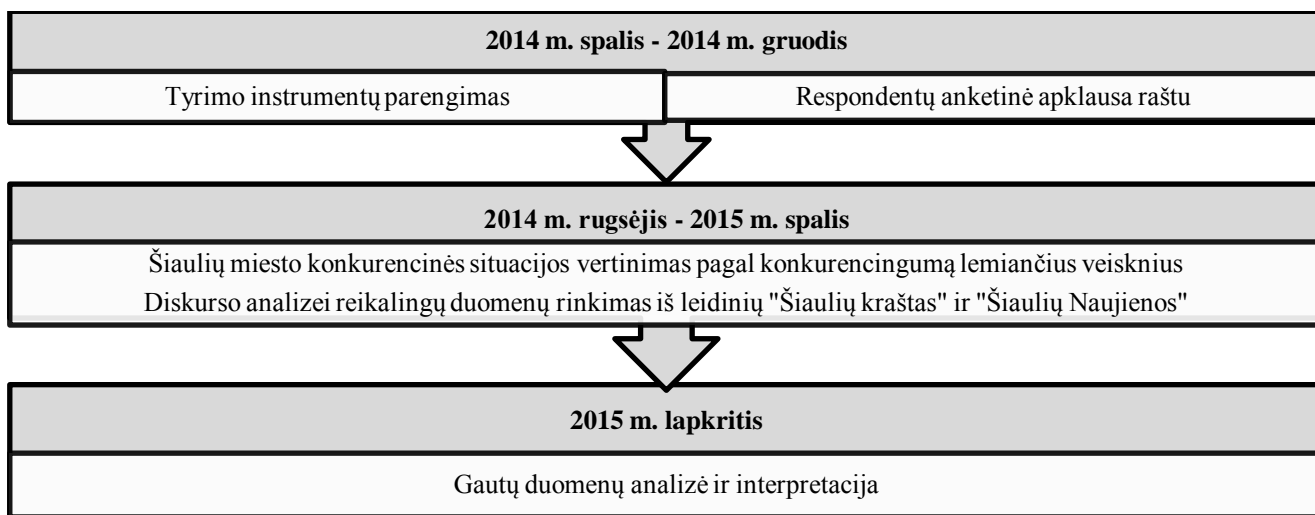 2014 m. spalis - 2014 m. gruodis
Tyrimo instrumentų parengimas
Respondentų anketinė apklausa raštu
2014 m. rugsėjis - 2015 m. spalis
Šiaulių miesto konkurencinės situacijos vertinimas pagal konkurencingumą lemiančius veisknius
Diskurso analizei reikalingų duomenų rinkimas iš leidinių "Šiaulių kraštas" ir "Šiaulių Naujienos"
2015 m. lapkritis
Gautų duomenų analizė ir interpretacija